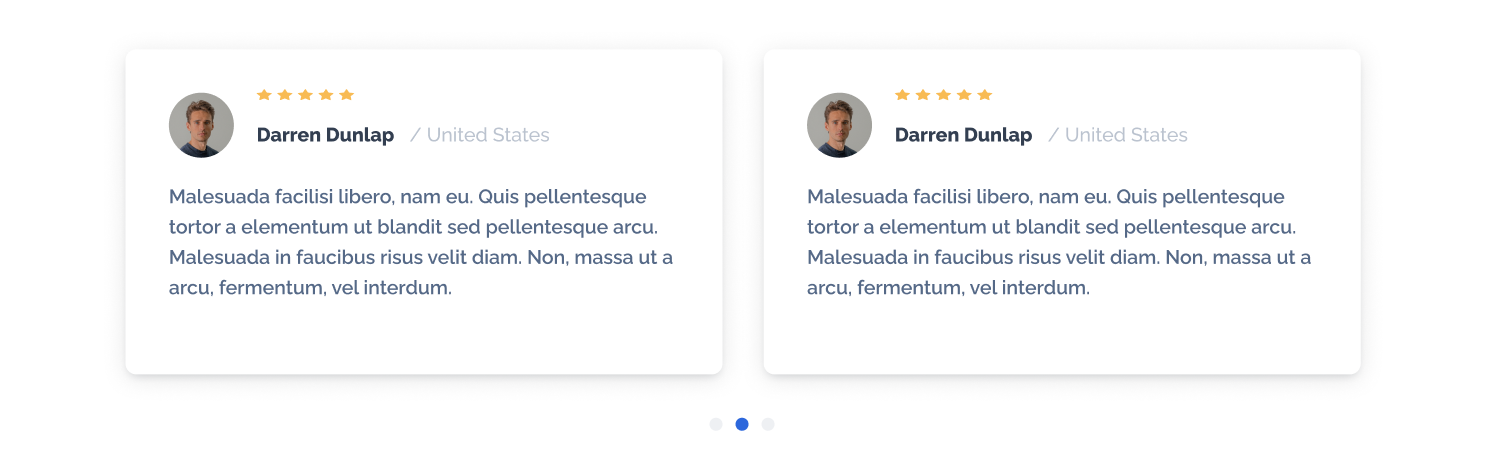 Darren Dunlap / United States
Malesuada facilisi libero, nam eu. Quis pellentesque
tortor a elementum ut blandit sed pellentesque arcu.
Malesuada in faucibus risus velit diam. Non, massa ut a
arcu, fermentum, vel interdum.
Darren Dunlap / United States
Malesuada facilisi libero, nam eu. Quis pellentesque
tortor a elementum ut blandit sed pellentesque arcu.
Malesuada in faucibus risus velit diam. Non, massa ut a
arcu, fermentum, vel interdum.